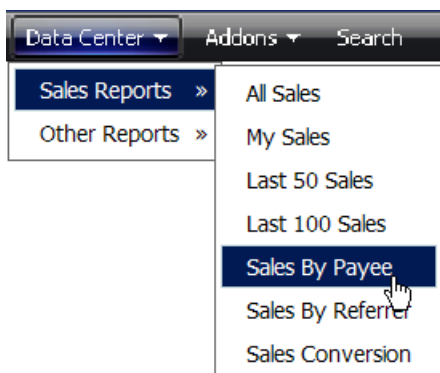 Data Center ▾ Addons ▾ Search
Sales Reports »
Other Reports »
All Sales
My Sales
Last 50 Sales
Last 100 Sales
Sales By Payee
Sales By Referrer
Sales Conversion